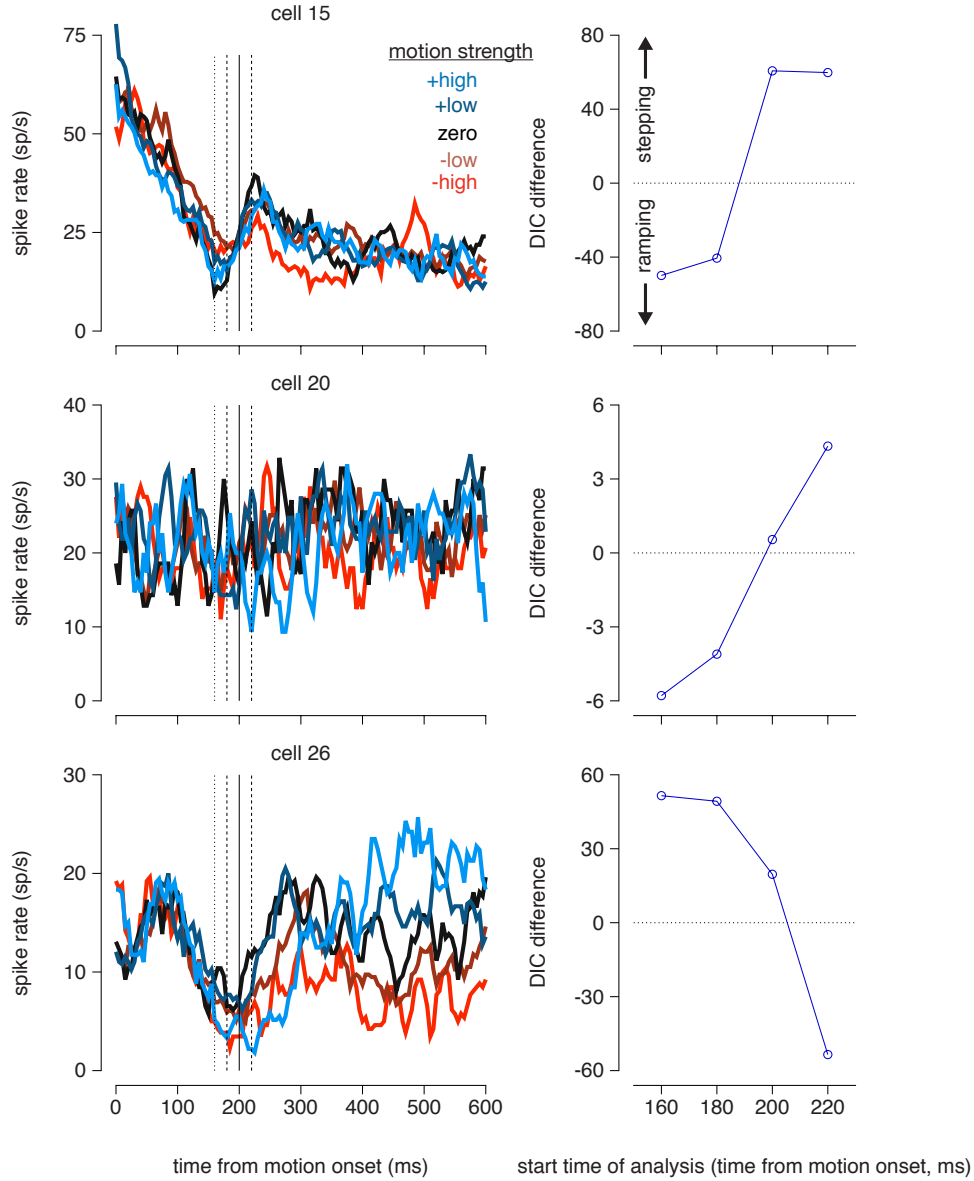 cell 15
75
50
25
0
spike rate (sp/s)
motion strength
+high
+low
zero
-low
-high
80
40
0
-40
-80
DIC difference
stepping
ramping
cell 20
40
30
20
10
0
spike rate (sp/s)
6
3
0
-3
-6
DIC difference
cell 26
30
20
10
0
spike rate (sp/s)
0 100 200 300 400 500 600
time from motion onset (ms)
60
30
0
-30
-60
DIC difference
160 180 200 220
start time of analysis (time from motion onset, ms)